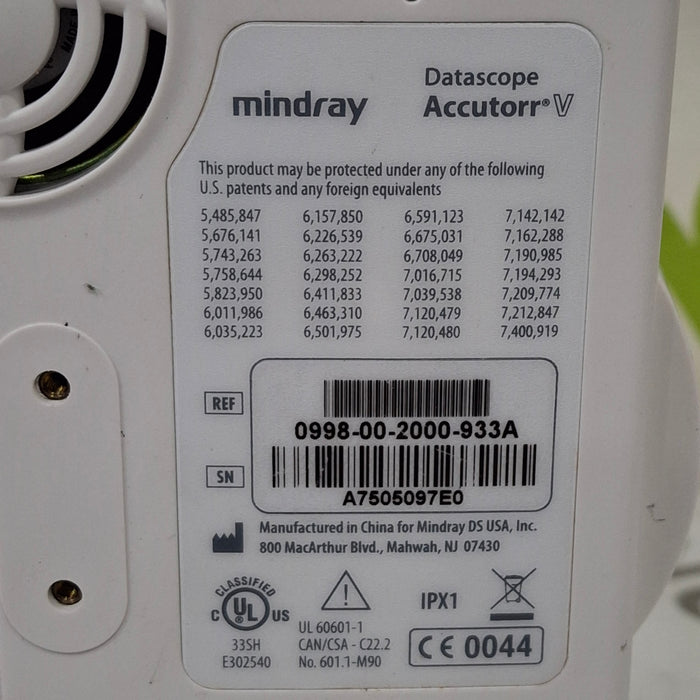 mindray
Datascope
Accutorr® V
This product may be protected under any of the following
U.S. patents and any foreign equivalents
5,485,847 6,157,850 6,591,123 7,142,142
5,676,141 6,226,539 6,675,031 7,162,288
5,743,263 6,263,222 6,708,049 7,190,985
5,758,644 6,298,252 7,016,715 7,194,293
5,823,950 6,411,833 7,039,538 7,209,774
6,011,986 6,463,310 7,120,479 7,212,847
6,035,223 6,501,975 7,120,480 7,400,919
REF
0998-00-2000-933A
SN
A7505097E0
Manufactured in China for Mindray DS USA, Inc.
800 MacArthur Blvd., Mahwah, NJ 07430
CLASSIFIED
C UL US
33SH
E302540
UL 60601-1
CAN/CSA - C22.2
No. 601.1-M90
IPX1
CE 0044